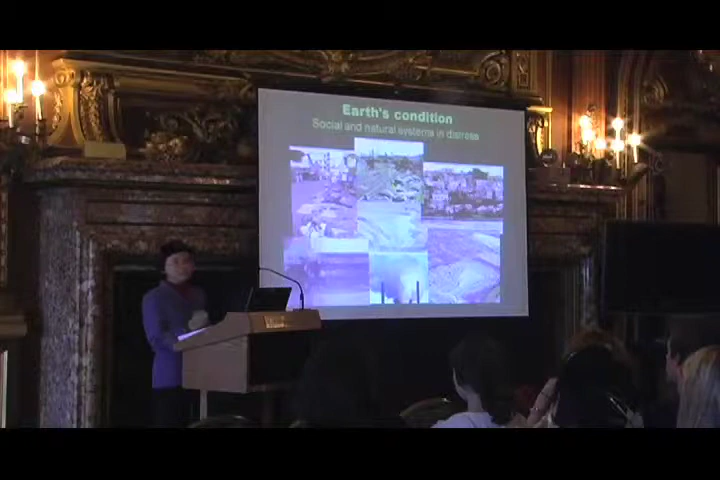 Earth's condition
Social and natural systems in distress